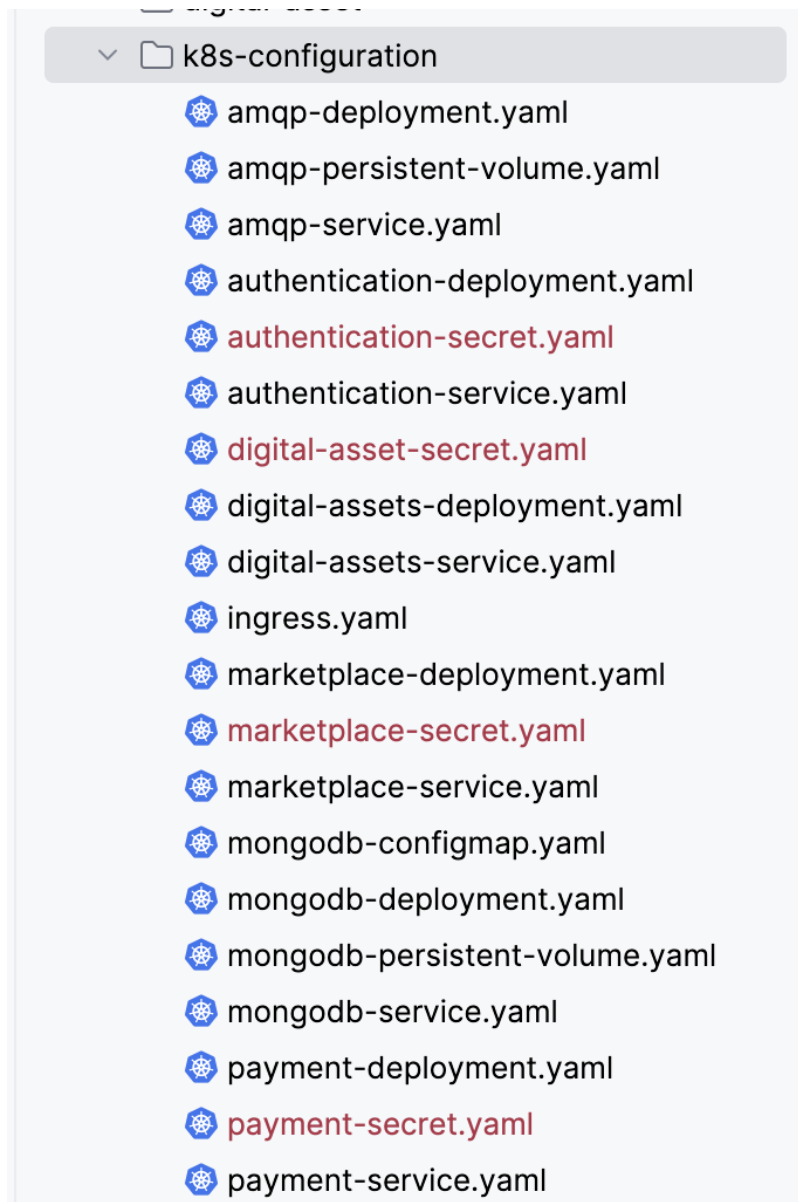 k8s-configuration
amqp-deployment.yaml
amqp-persistent-volume.yaml
amqp-service.yaml
authentication-deployment.yaml
authentication-secret.yaml
authentication-service.yaml
digital-asset-secret.yaml
digital-assets-deployment.yaml
digital-assets-service.yaml
ingress.yaml
marketplace-deployment.yaml
marketplace-secret.yaml
marketplace-service.yaml
mongodb-configmap.yaml
mongodb-deployment.yaml
mongodb-persistent-volume.yaml
mongodb-service.yaml
payment-deployment.yaml
payment-secret.yaml
payment-service.yaml